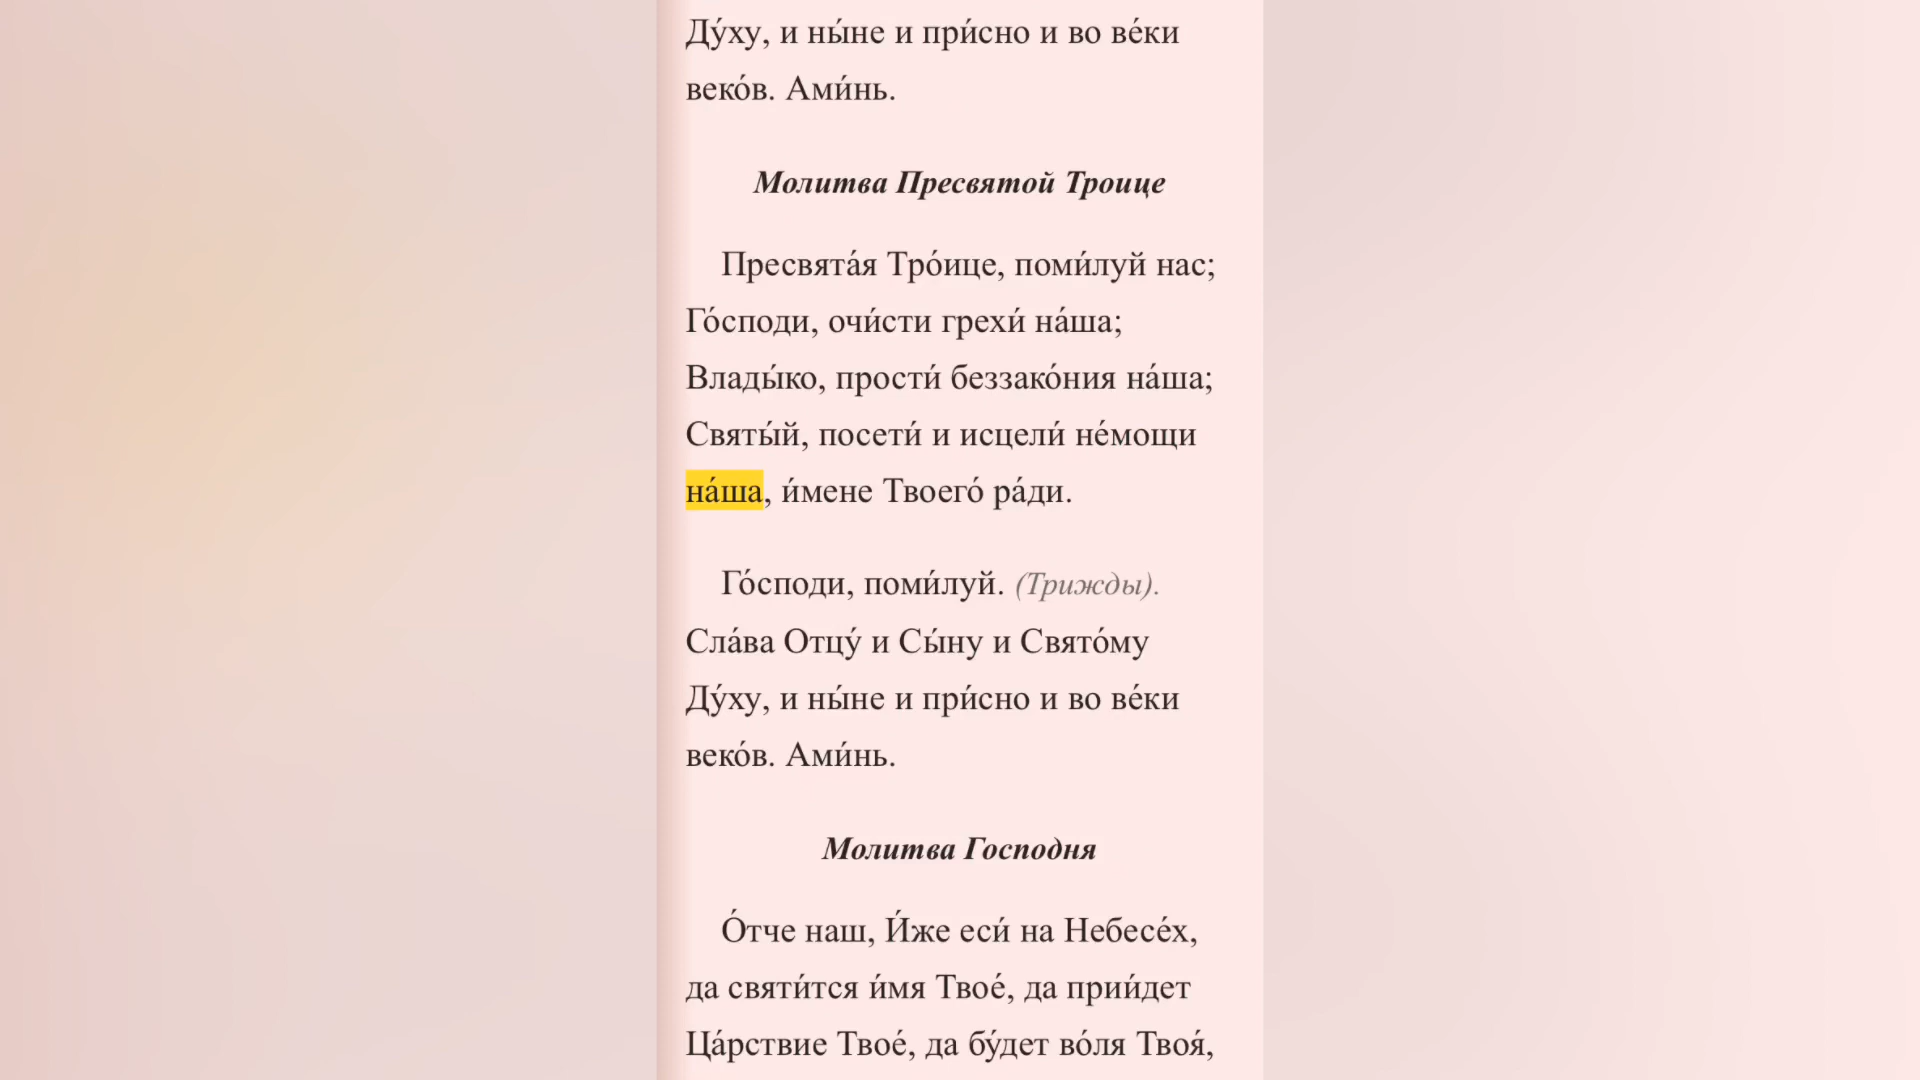 Ду́ху, и ны́не и при́сно и во ве́ки
веко́в. Ами́нь.
Молитва Пресвятой Троице
Пресвята́я Тро́ице, поми́луй нас;
Го́споди, очи́сти грехи́ на́ша;
Влады́ко, прости́ беззако́ния на́ша;
Святы́й, посети́ и исцели́ не́мощи
на́ша, и́мене Твоего́ ра́ди.
Го́споди, поми́луй. (Трижды).
Сла́ва Отцу́ и Сы́ну и Свято́му
Ду́ху, и ны́не и при́сно и во ве́ки
веко́в. Ами́нь.
Молитва Господня
О́тче наш, И́же еси́ на Небесе́х,
да святи́тся и́мя Твое́, да прии́дет
Ца́рствие Твое́, да бу́дет во́ля Твоя́,